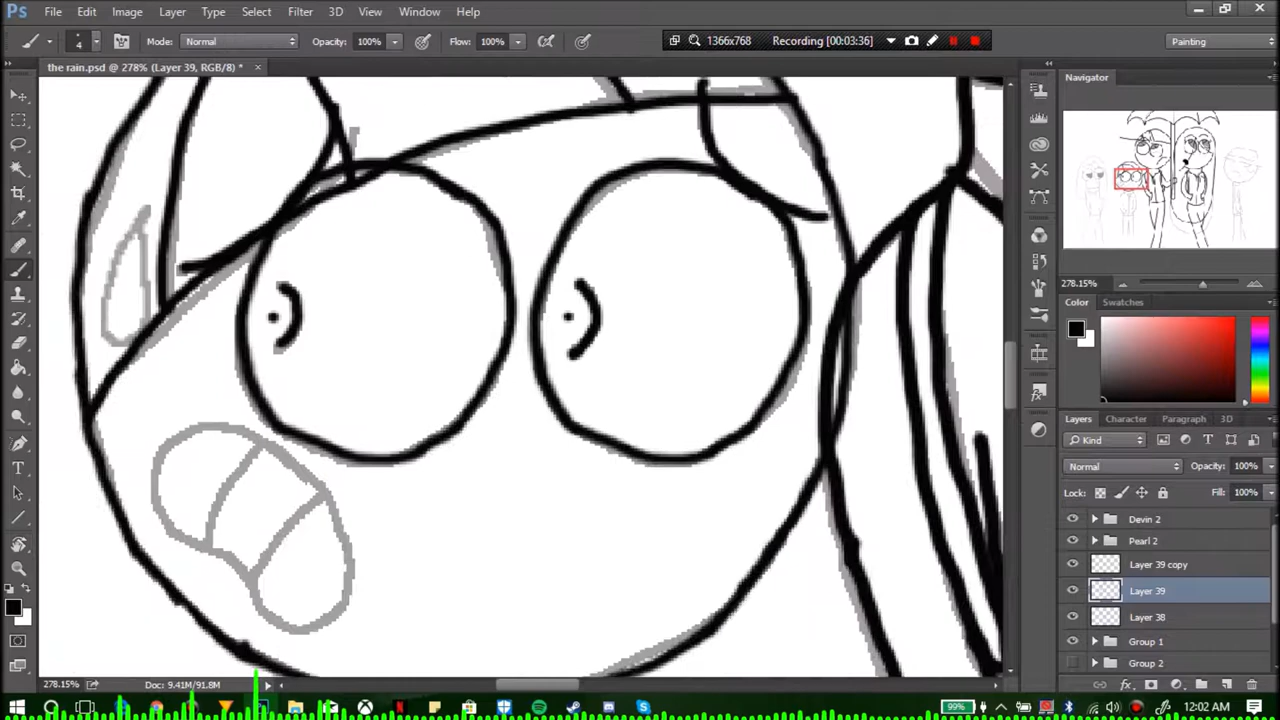 Ps File Edit Image Layer Type Select Filter 3D View Window Help
4 Mode: Normal Opacity: 100% Flow: 100% 1366x768 Recording [00:03:36] Painting
the rain.psd @ 278% (Layer 39, RGB/8) * ×
Navigator
278.15%
Color Swatches
Layers Character Paragraph 3D
Kind
Normal Opacity: 100%
Lock: Fill: 100%
Devin 2
Pearl 2
Layer 39 copy
Layer 39
Layer 38
Group 1
Group 2
278.15% Doc: 9.41M/91.8M
99% 12:02 AM